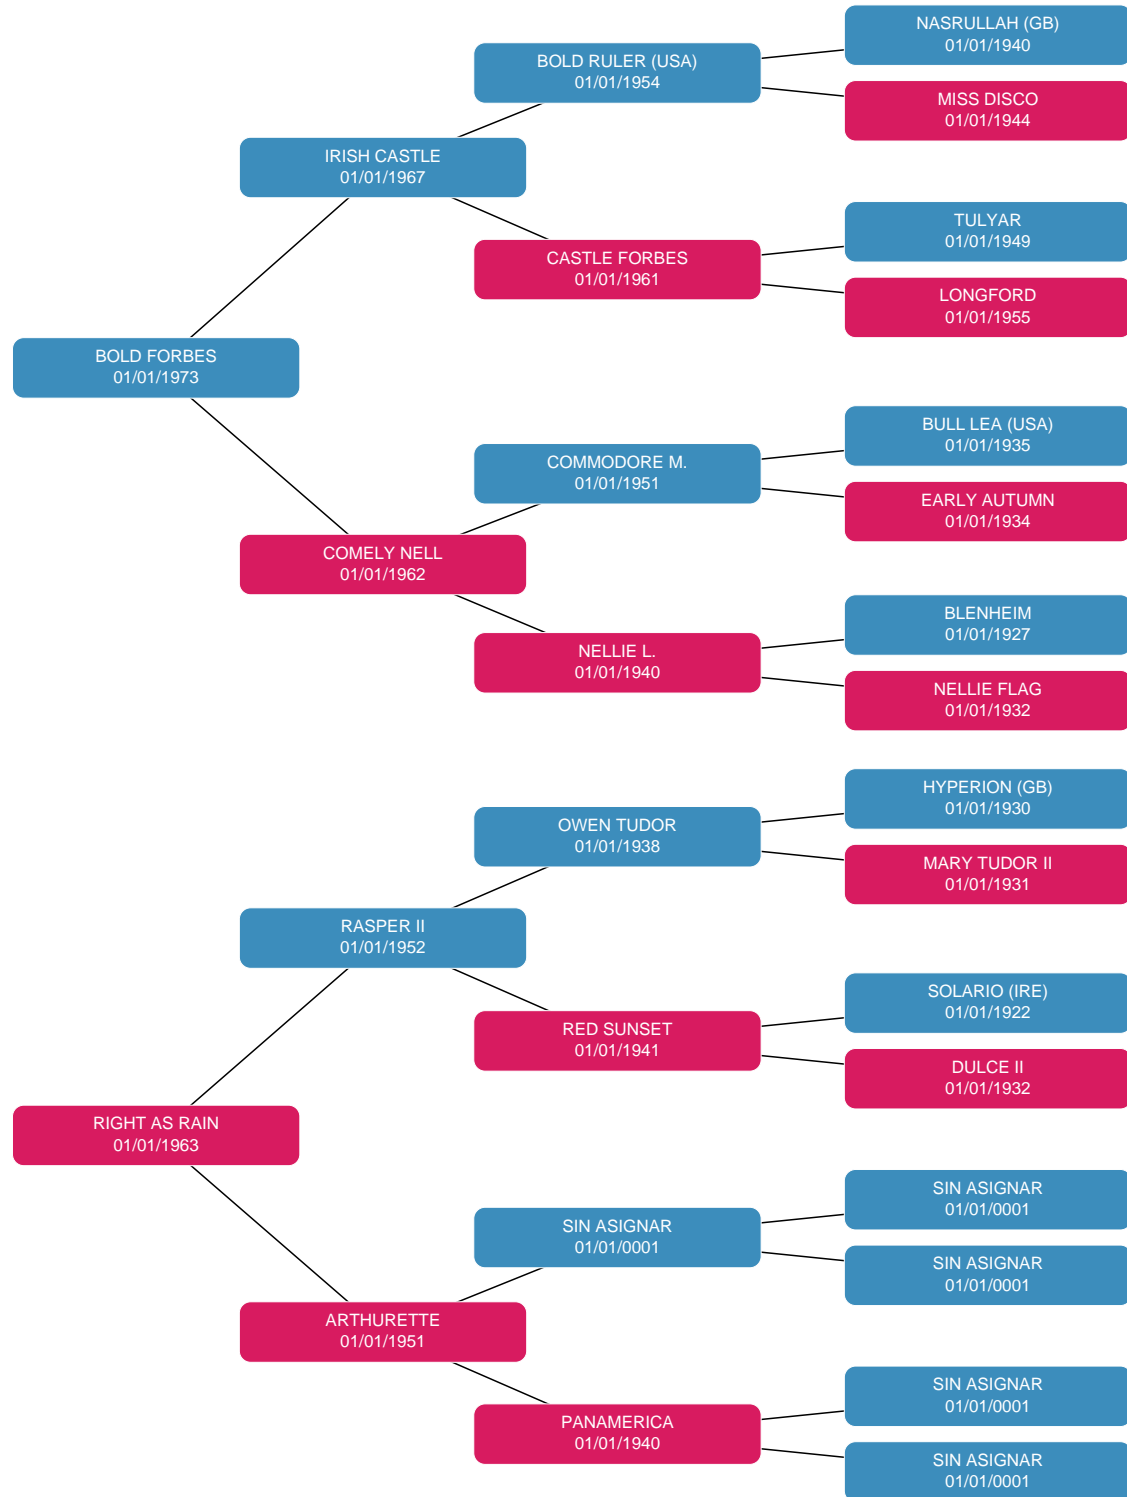 NASRULLAH (GB)
01/01/1940
BOLD RULER (USA)
01/01/1954
MISS DISCO
01/01/1944
IRISH CASTLE
01/01/1967
TULYAR
01/01/1949
CASTLE FORBES
01/01/1961
LONGFORD
01/01/1955
BOLD FORBES
01/01/1973
BULL LEA (USA)
01/01/1935
COMMODORE M.
01/01/1951
EARLY AUTUMN
01/01/1934
COMELY NELL
01/01/1962
BLENHEIM
01/01/1927
NELLIE L.
01/01/1940
NELLIE FLAG
01/01/1932
HYPERION (GB)
01/01/1930
OWEN TUDOR
01/01/1938
MARY TUDOR II
01/01/1931
RASPER II
01/01/1952
SOLARIO (IRE)
01/01/1922
RED SUNSET
01/01/1941
DULCE II
01/01/1932
RIGHT AS RAIN
01/01/1963
SIN ASIGNAR
01/01/0001
SIN ASIGNAR
01/01/0001
SIN ASIGNAR
01/01/0001
ARTHURETTE
01/01/1951
SIN ASIGNAR
01/01/0001
PANAMERICA
01/01/1940
SIN ASIGNAR
01/01/0001